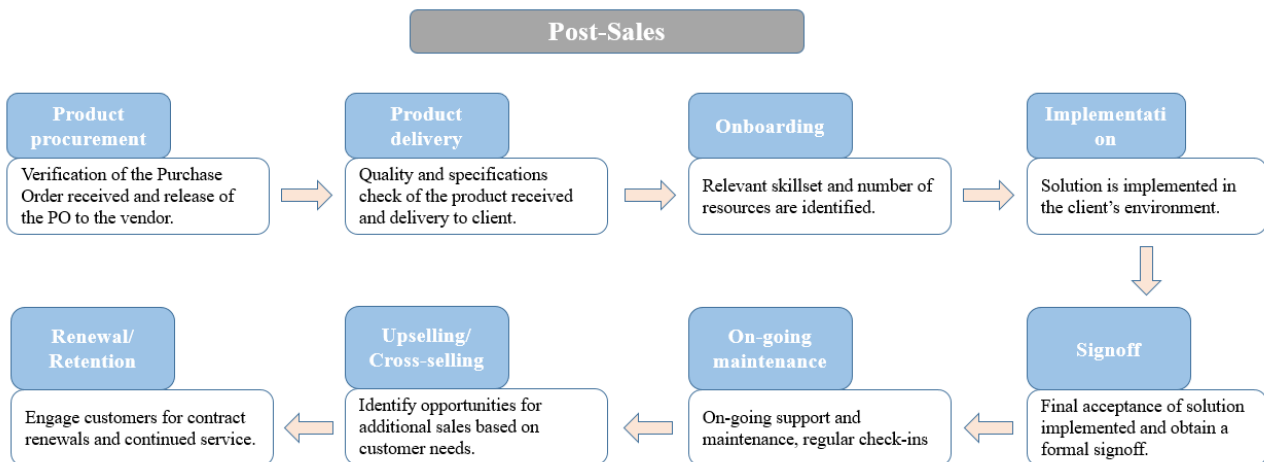 Post-Sales
Product
procurement
Verification of the Purchase
Order received and release of
the PO to the vendor.
Product
delivery
Quality and specifications
check of the product received
and delivery to client.
Onboarding
Relevant skillset and number of
resources are identified.
Implementati
on
Solution is implemented in
the client’s environment.
Signoff
Final acceptance of solution
implemented and obtain a
formal signoff.
On-going
maintenance
On-going support and
maintenance, regular check-ins
Upselling/
Cross-selling
Identify opportunities for
additional sales based on
customer needs.
Renewal/
Retention
Engage customers for contract
renewals and continued service.